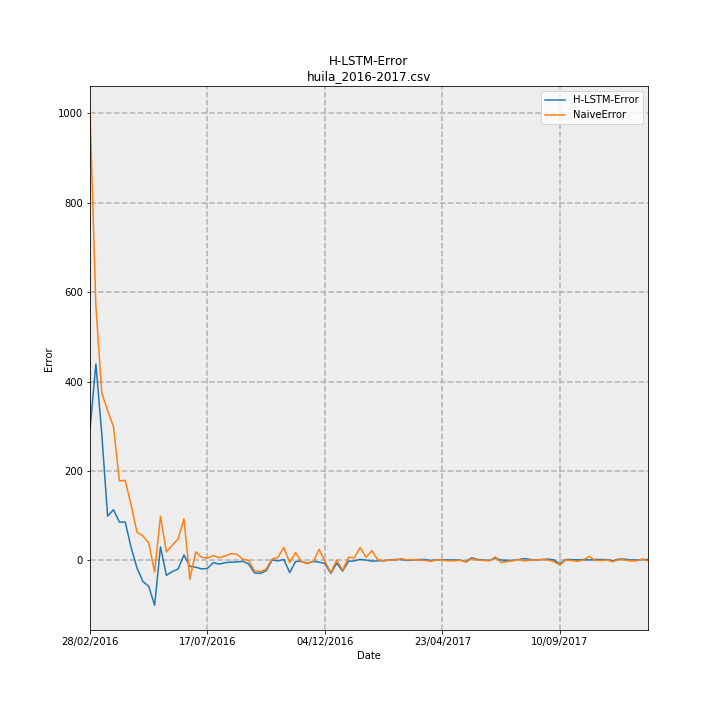 H-LSTM-Error
huila_2016-2017.csv
H-LSTM-Error
NaiveError
1000
800
600
400
200
0
Error
28/02/2016
17/07/2016
04/12/2016
23/04/2017
10/09/2017
Date